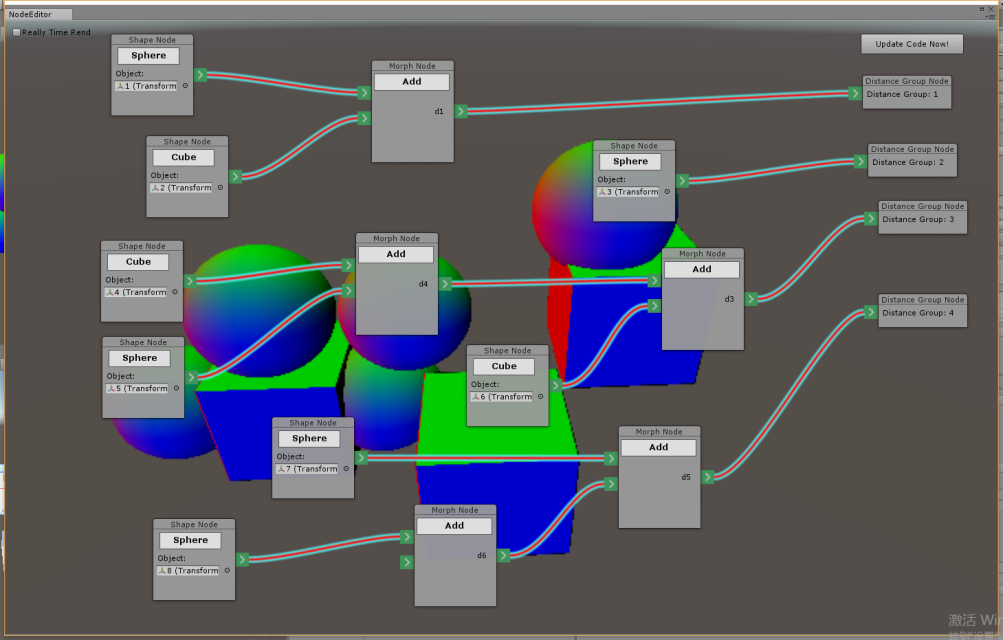 NodeEditor
Really Time Rend
Update Code Now!
Shape Node
Sphere
Object:
1 (Transform
Morph Node
Add
d1
Distance Group Node
Distance Group: 1
Shape Node
Cube
Object:
2 (Transform
Shape Node
Sphere
Object:
3 (Transform
Distance Group Node
Distance Group: 2
Distance Group Node
Distance Group: 3
Shape Node
Cube
Object:
4 (Transform
Morph Node
Add
d4
Morph Node
Add
d3
Distance Group Node
Distance Group: 4
Shape Node
Sphere
Object:
5 (Transform
Shape Node
Cube
Object:
6 (Transform
Shape Node
Sphere
Object:
7 (Transform
Morph Node
Add
d5
Shape Node
Sphere
Object:
8 (Transform
Morph Node
Add
d6
激活 Wi